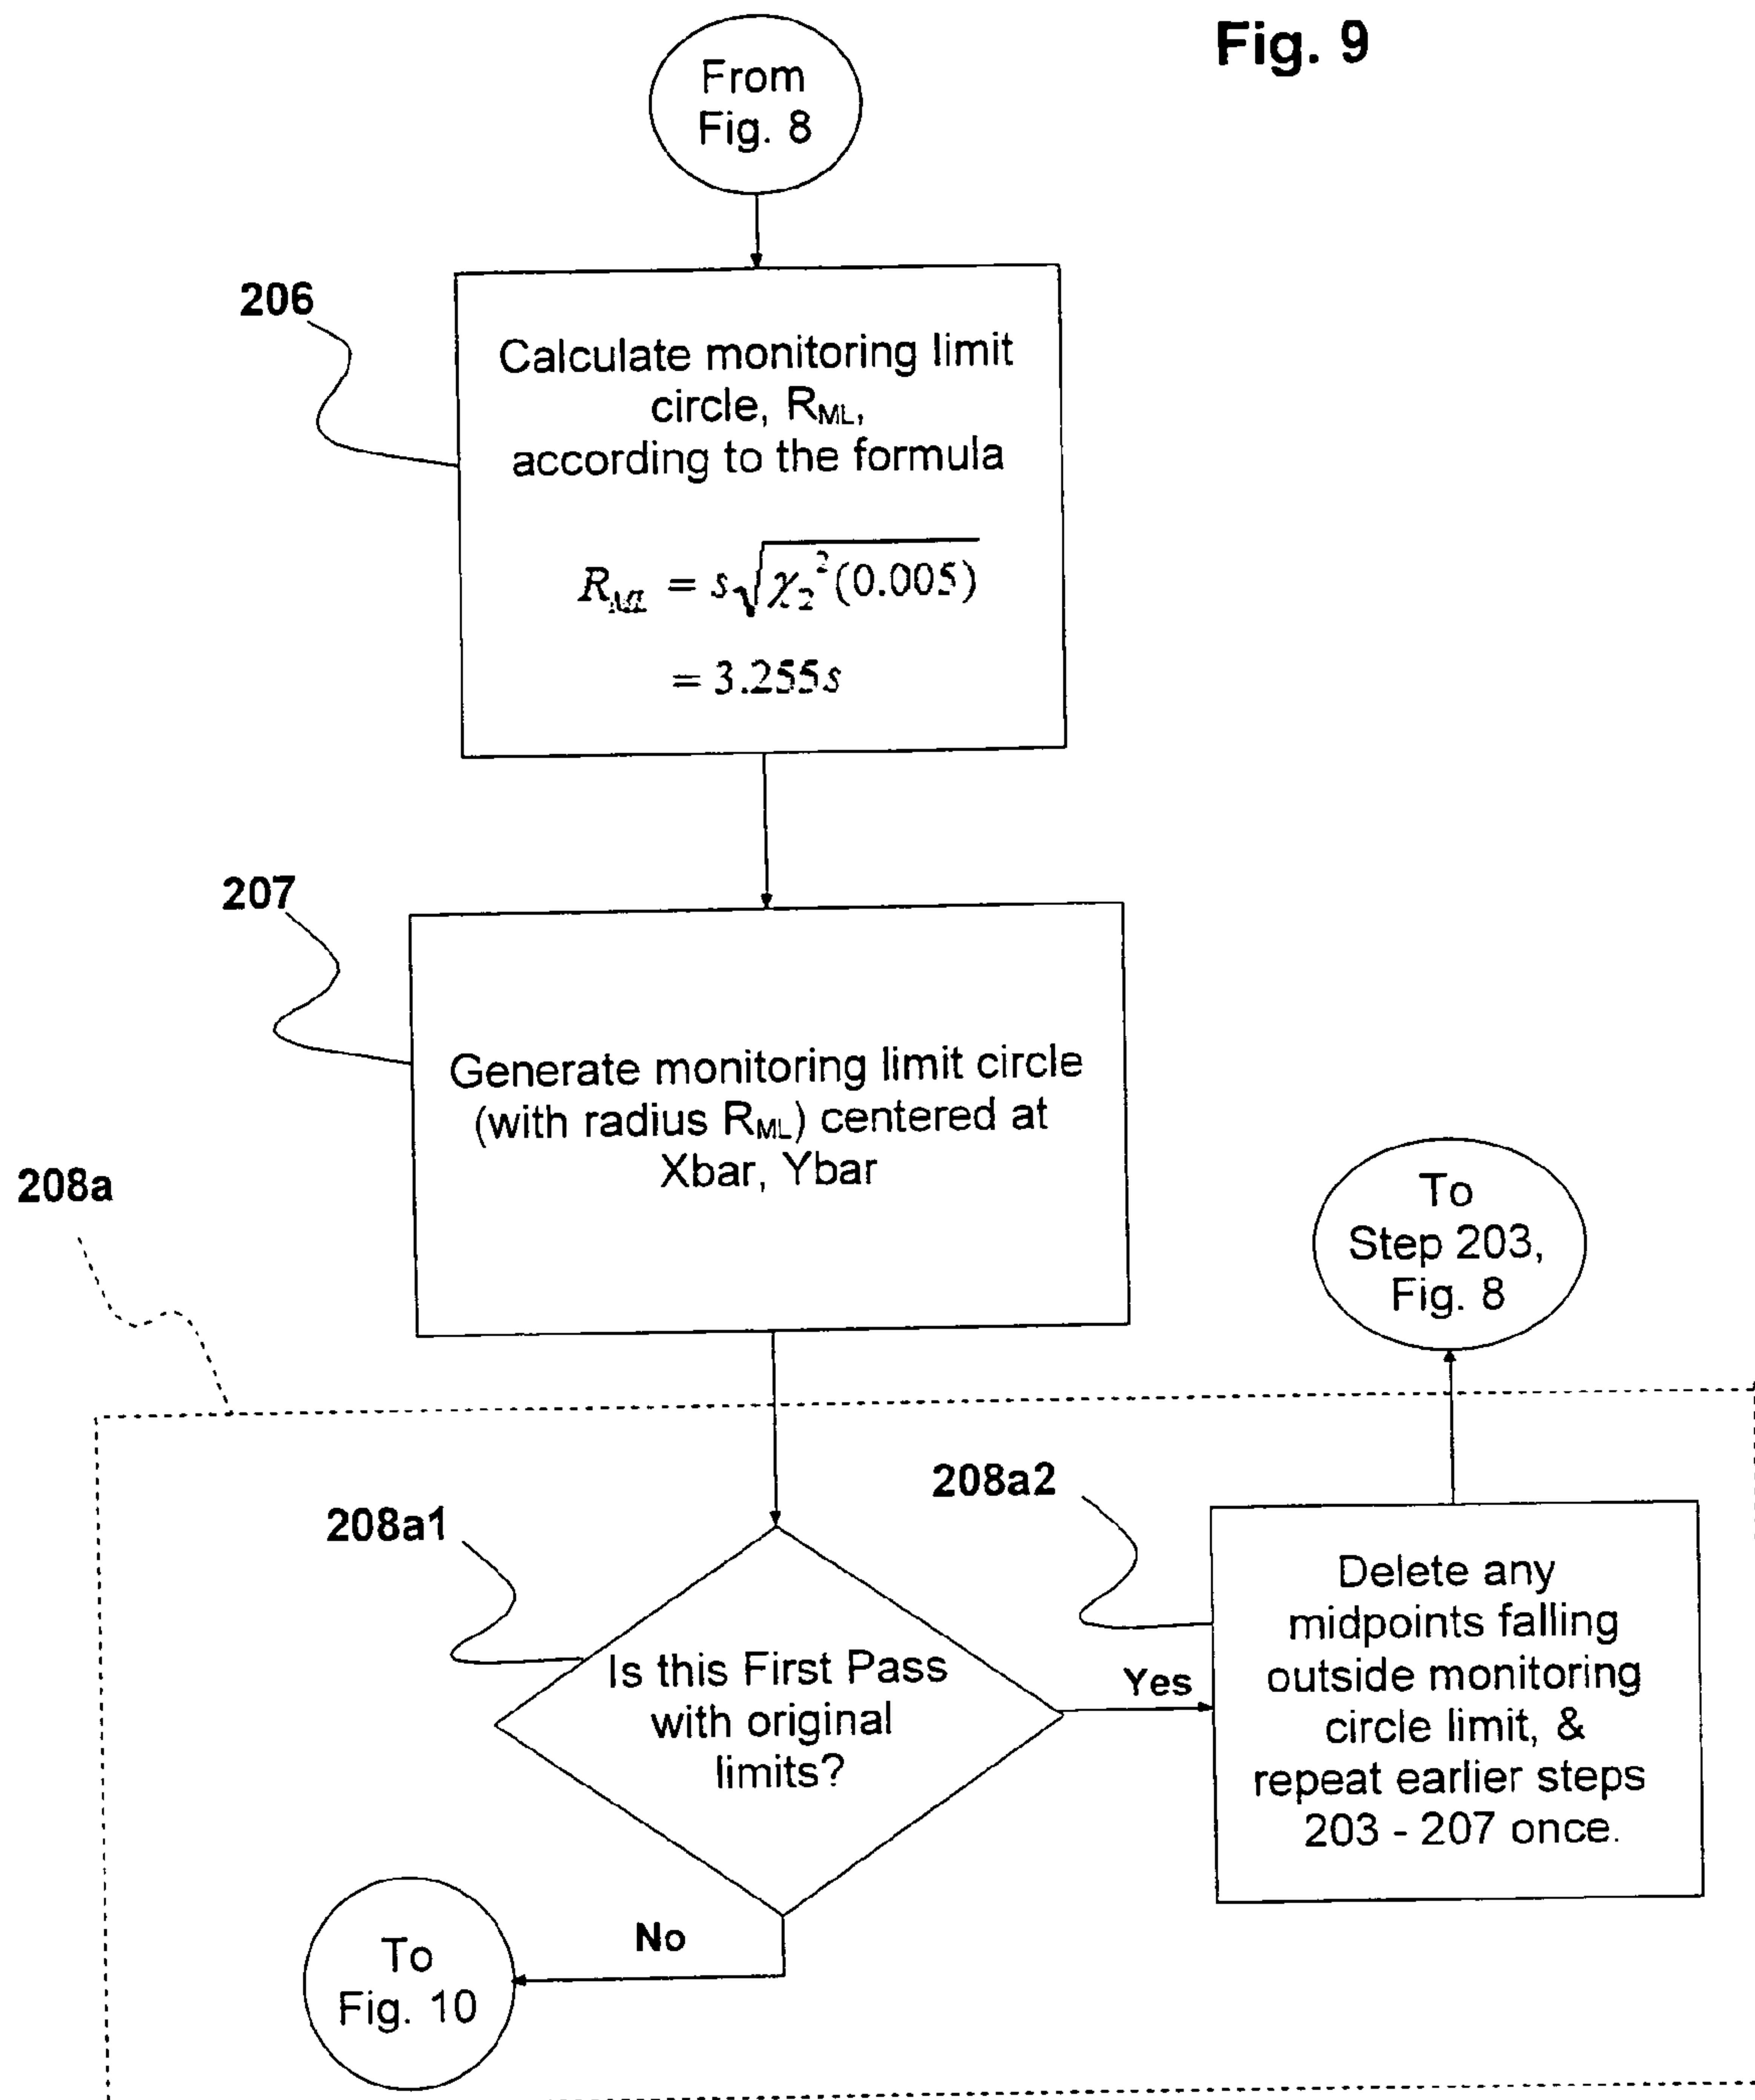 Fig. 9
From
Fig. 8
206
Calculate monitoring limit
circle, R_ML,
according to the formula
R_ML = s√χ₂²(0.005)
= 3.255s
207
Generate monitoring limit circle
(with radius R_ML) centered at
Xbar, Ybar
208a
To
Step 203,
Fig. 8
208a1
Is this First Pass
with original
limits?
Yes
208a2
Delete any
midpoints falling
outside monitoring
circle limit, &
repeat earlier steps
203 - 207 once.
No
To
Fig. 10